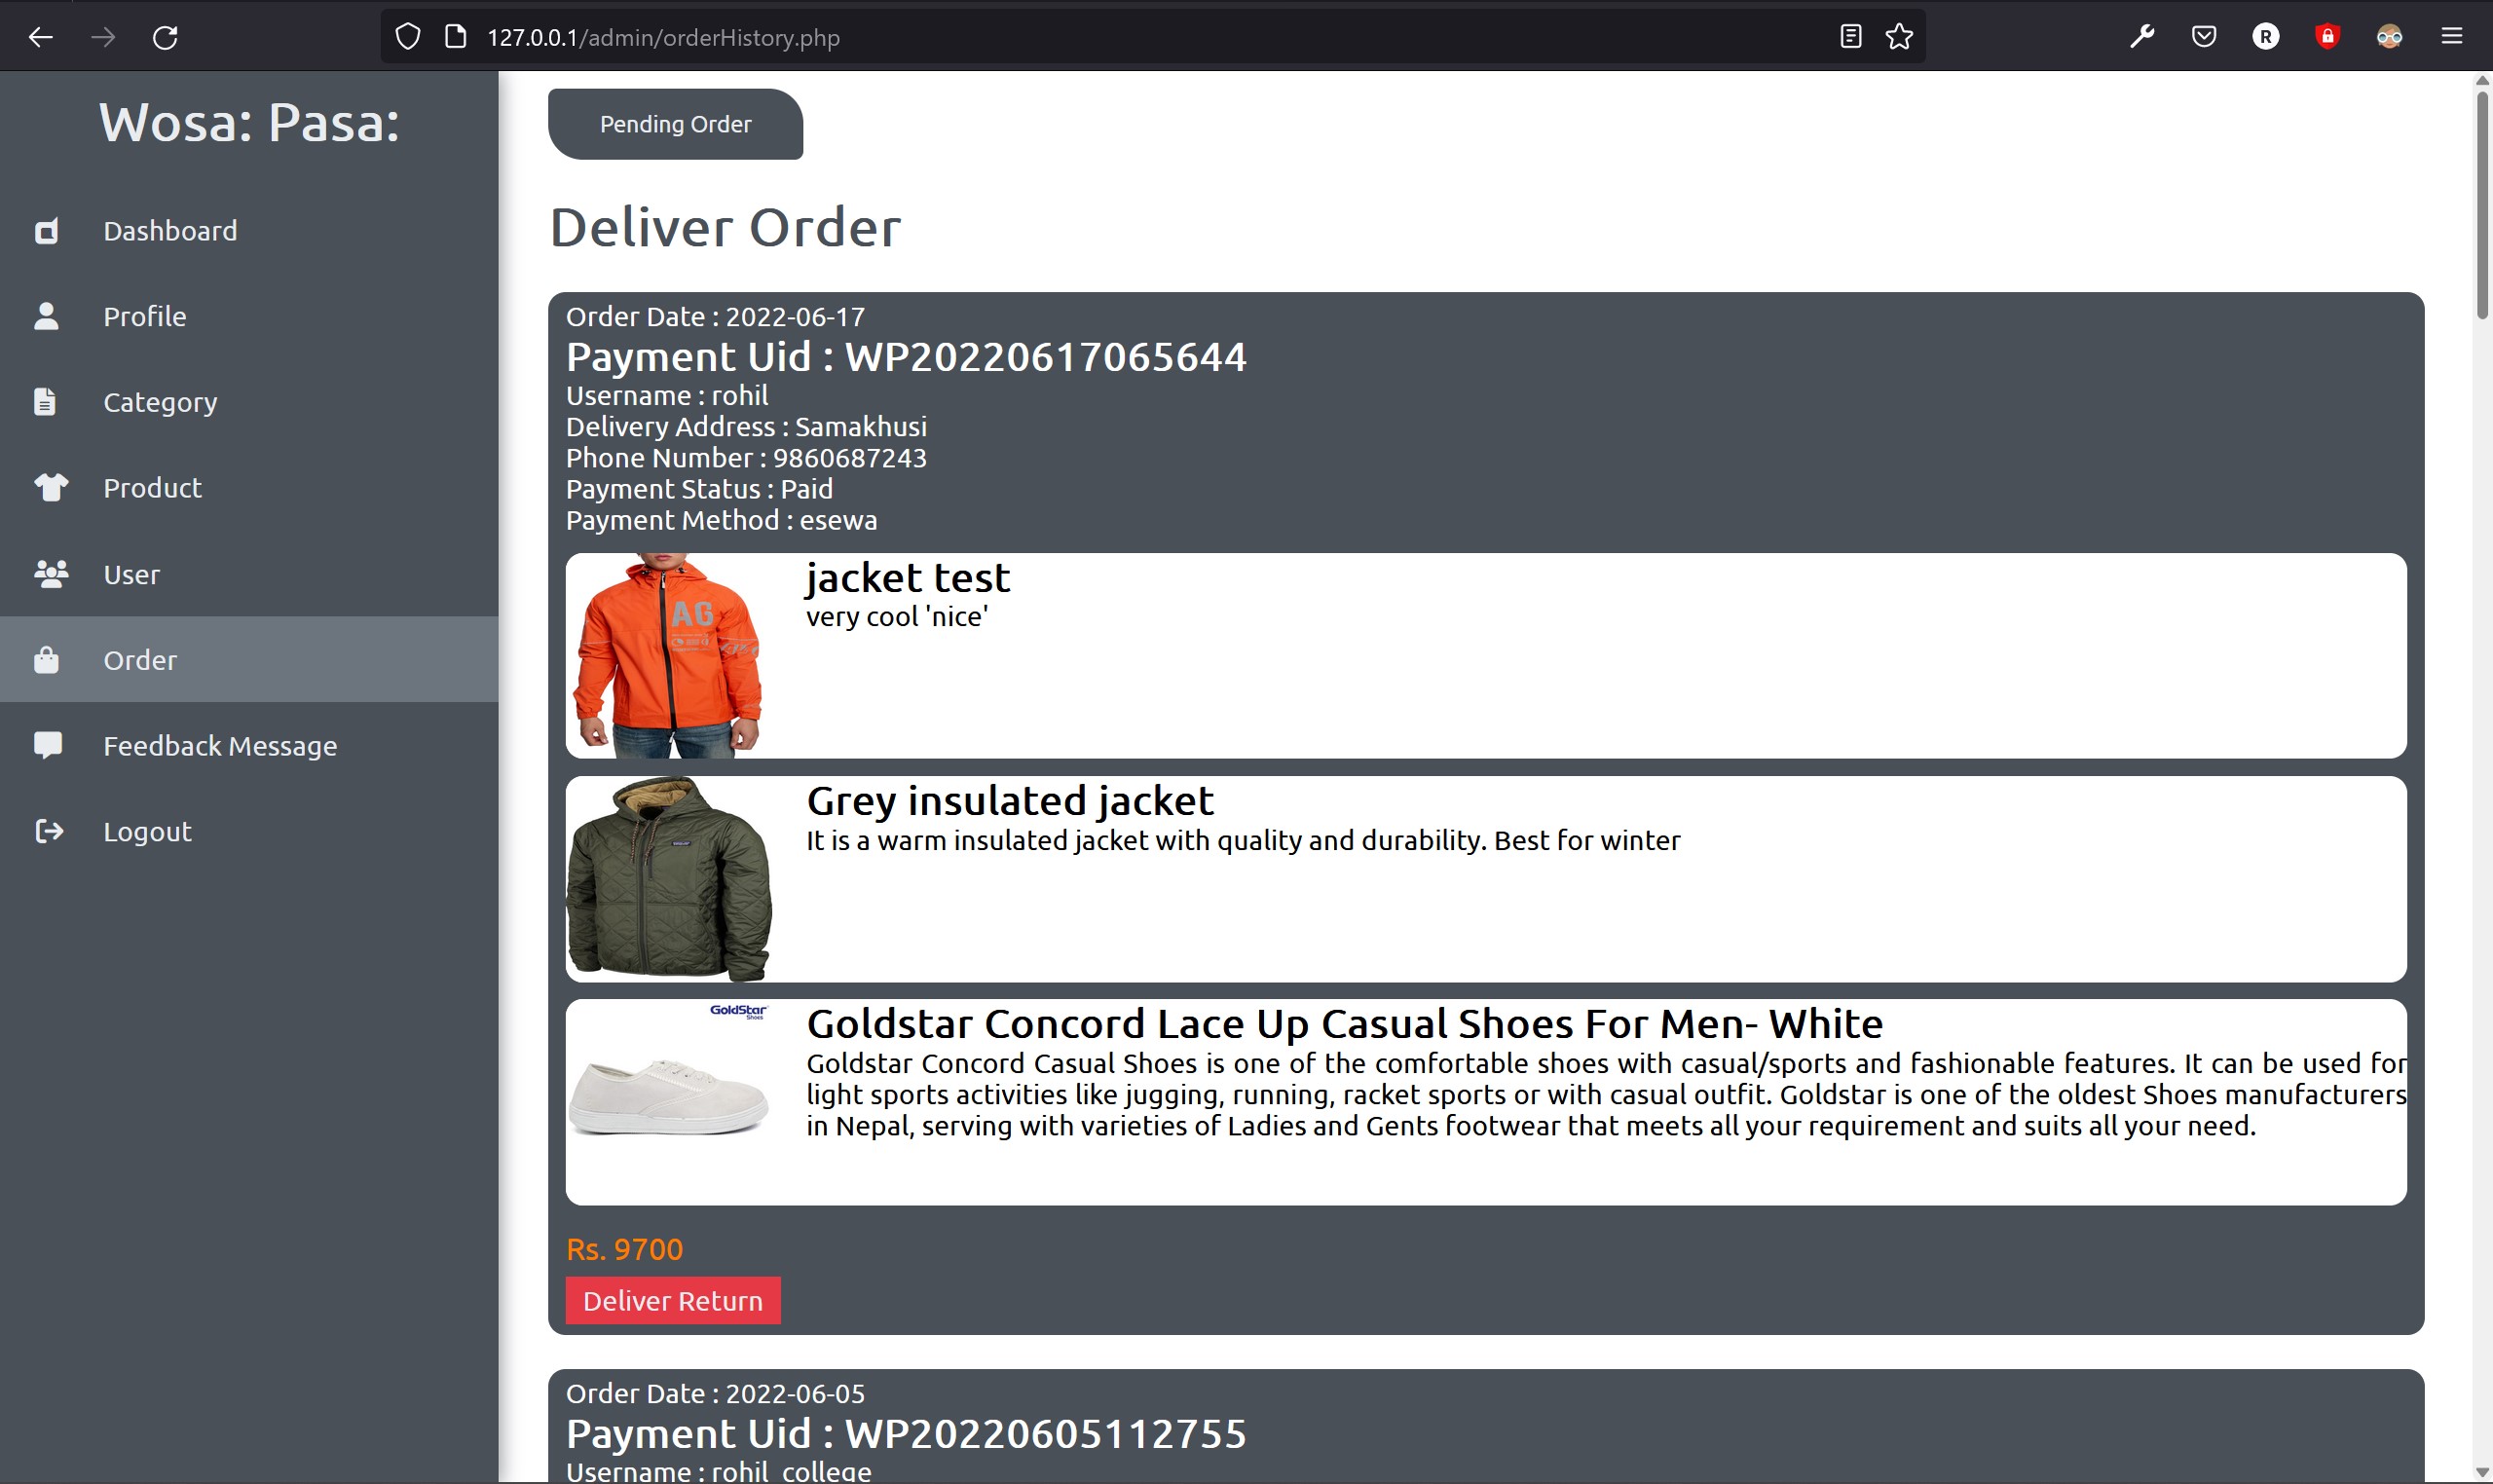 127.0.0.1/admin/orderHistory.php
R
Wosa: Pasa:
Dashboard
Profile
Category
Product
User
Order
Feedback Message
Logout
Pending Order
Deliver Order
Order Date : 2022-06-17
Payment Uid : WP20220617065644
Username : rohil
Delivery Address : Samakhusi
Phone Number : 9860687243
Payment Status : Paid
Payment Method : esewa
AG
jacket test
very cool 'nice'
Grey insulated jacket
It is a warm insulated jacket with quality and durability. Best for winter
GoldStar
Shoes
Goldstar Concord Lace Up Casual Shoes For Men- White
Goldstar Concord Casual Shoes is one of the comfortable shoes with casual/sports and fashionable features. It can be used for
light sports activities like jugging, running, racket sports or with casual outfit. Goldstar is one of the oldest Shoes manufacturers
in Nepal, serving with varieties of Ladies and Gents footwear that meets all your requirement and suits all your need.
Rs. 9700
Deliver Return
Order Date : 2022-06-05
Payment Uid : WP20220605112755
Username : rohil_college